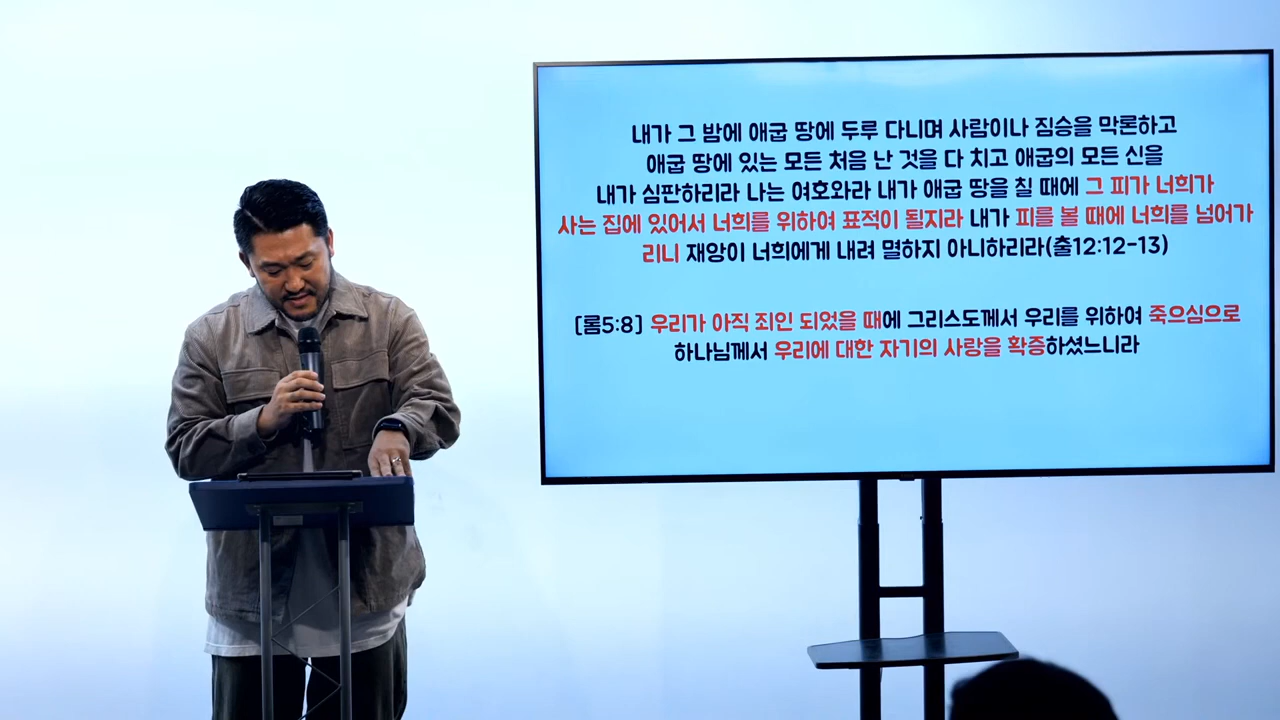 내가 그 밤에 애굽 땅에 두루 다니며 사람이나 짐승을 막론하고
애굽 땅에 있는 모든 처음 난 것을 다 치고 애굽의 모든 신을
내가 심판하리라 나는 여호와라 내가 애굽 땅을 칠 때에 그 피가 너희가
사는 집에 있어서 너희를 위하여 표적이 될지라 내가 피를 볼 때에 너희를 넘어가
리니 재앙이 너희에게 내려 멸하지 아니하리라(출12:12-13)
[롬5:8] 우리가 아직 죄인 되었을 때에 그리스도께서 우리를 위하여 죽으심으로
하나님께서 우리에 대한 자기의 사랑을 확증하셨느니라